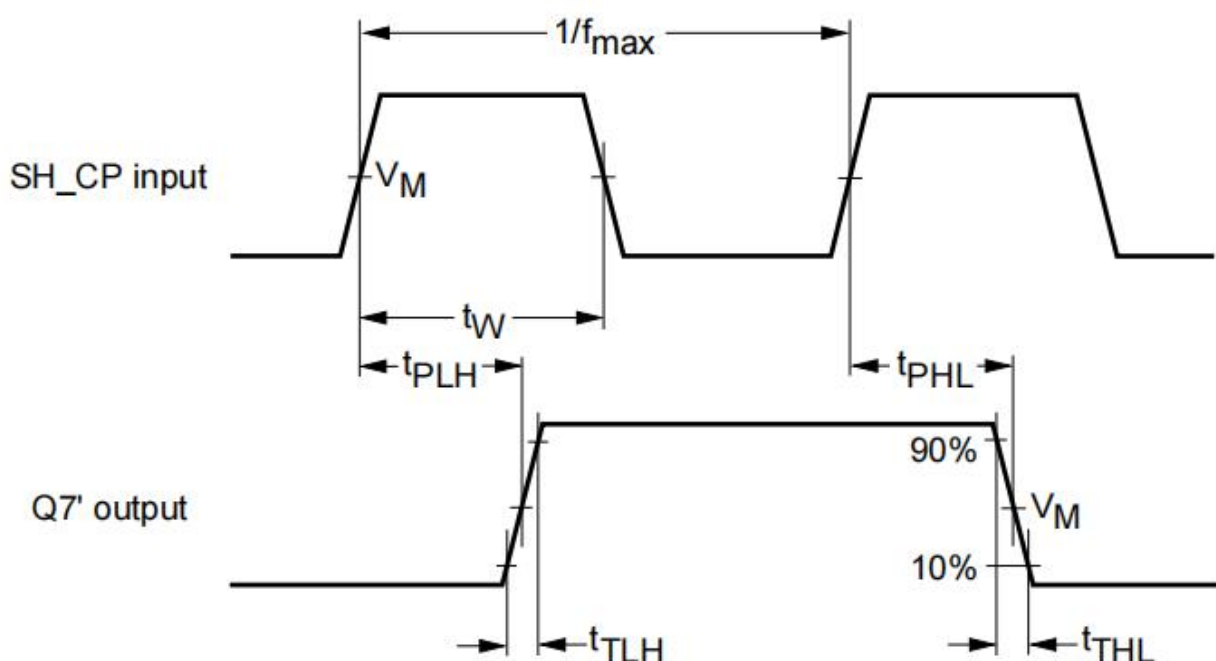 1/fmax
SH_CP input
VM
tW
tPLH
tPHL
90%
Q7' output
VM
10%
tTLH
tTHL